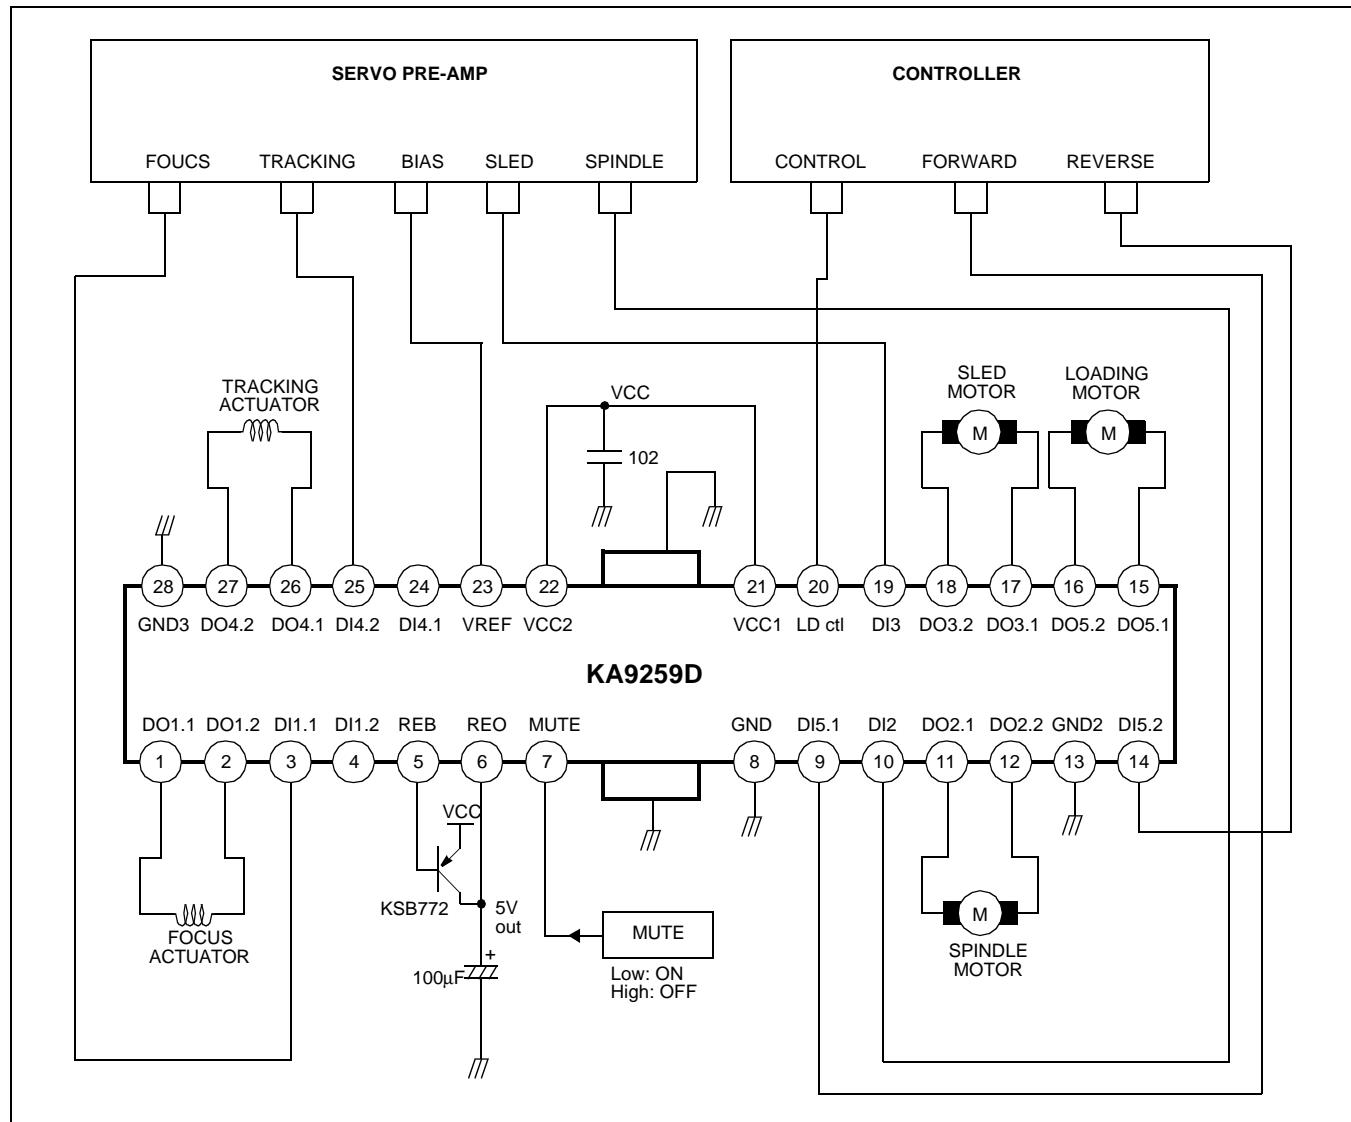 SERVO PRE-AMP
CONTROLLER
FOUCS TRACKING BIAS SLED SPINDLE
CONTROL FORWARD REVERSE
TRACKING
ACTUATOR
VCC
102
SLED
MOTOR
M
LOADING
MOTOR
M
28 27 26 25 24 23 22 21 20 19 18 17 16 15
GND3 DO4.2 DO4.1 DI4.2 DI4.1 VREF VCC2 VCC1 LD ctl DI3 DO3.2 DO3.1 DO5.2 DO5.1
KA9259D
DO1.1 DO1.2 DI1.1 DI1.2 REB REO MUTE GND DI5.1 DI2 DO2.1 DO2.2 GND2 DI5.2
1 2 3 4 5 6 7 8 9 10 11 12 13 14
VCC
KSB772
5V
out
+
100µF
FOCUS
ACTUATOR
MUTE
Low: ON
High: OFF
M
SPINDLE
MOTOR